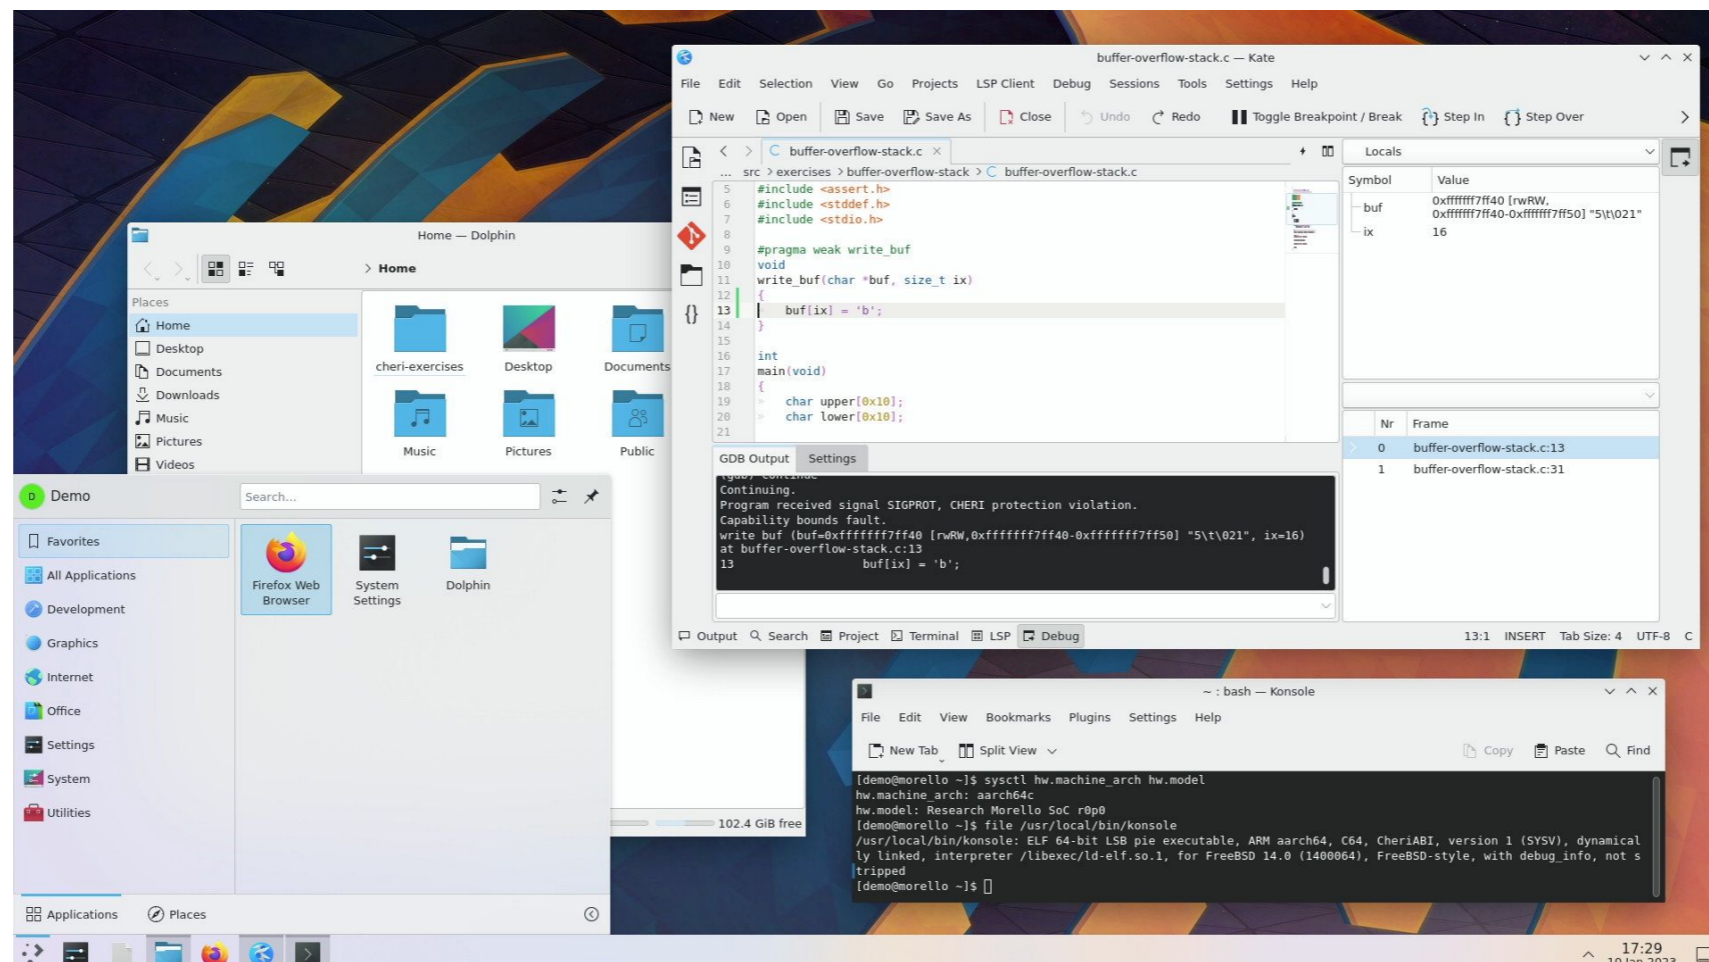 buffer-overflow-stack.c — Kate
File Edit Selection View Go Projects LSP Client Debug Sessions Tools Settings Help
New Open Save Save As Close Undo Redo Toggle Breakpoint / Break Step In Step Over
buffer-overflow-stack.c
... src > exercises > buffer-overflow-stack > C buffer-overflow-stack.c
5 #include <assert.h>
6 #include <stddef.h>
7 #include <stdio.h>
8
9 #pragma weak write_buf
10 void
11 write_buf(char *buf, size_t ix)
12 {
13 buf[ix] = 'b';
14 }
15
16 int
17 main(void)
18 {
19 char upper[0x10];
20 char lower[0x10];
21
Locals
Symbol Value
buf 0xfffffff7ff40 [rwRW,
0xfffffff7ff40-0xfffffff7ff50] "5\t\021"
ix 16
Nr Frame
0 buffer-overflow-stack.c:13
1 buffer-overflow-stack.c:31
GDB Output Settings
(gdb) continue
Continuing.
Program received signal SIGPROT, CHERI protection violation.
Capability bounds fault.
write buf (buf=0xfffffff7ff40 [rwRW,0xfffffff7ff40-0xfffffff7ff50] "5\t\021", ix=16)
at buffer-overflow-stack.c:13
13 buf[ix] = 'b';
Output Search Project Terminal LSP Debug
13:1 INSERT Tab Size: 4 UTF-8 C
Home — Dolphin
> Home
Places
Home
Desktop
Documents
Downloads
Music
Pictures
Videos
cheri-exercises Desktop Documents
Music Pictures Public
102.4 GiB free
D Demo
Search...
Favorites
All Applications
Development
Graphics
Internet
Office
Settings
System
Utilities
Firefox Web
Browser
System
Settings
Dolphin
Applications Places
~ : bash — Konsole
File Edit View Bookmarks Plugins Settings Help
New Tab Split View Copy Paste Find
[demo@morello ~]$ sysctl hw.machine_arch hw.model
hw.machine_arch: aarch64c
hw.model: Research Morello SoC r0p0
[demo@morello ~]$ file /usr/local/bin/konsole
/usr/local/bin/konsole: ELF 64-bit LSB pie executable, ARM aarch64, C64, CheriABI, version 1 (SYSV), dynamical
ly linked, interpreter /libexec/ld-elf.so.1, for FreeBSD 14.0 (1400064), FreeBSD-style, with debug_info, not s
tripped
[demo@morello ~]$
17:29
10 Jan 2023